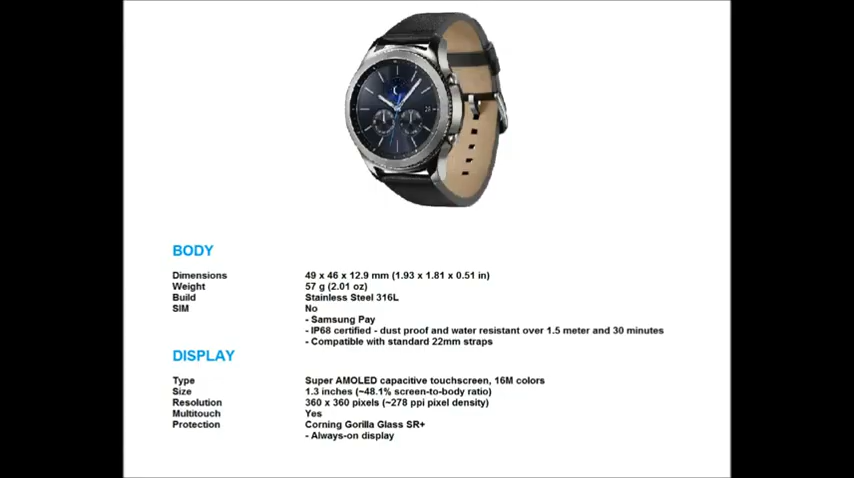 BODY
Dimensions 49 x 46 x 12.9 mm (1.93 x 1.81 x 0.51 in)
Weight 57 g (2.01 oz)
Build Stainless Steel 316L
SIM No
- Samsung Pay
- IP68 certified - dust proof and water resistant over 1.5 meter and 30 minutes
- Compatible with standard 22mm straps
DISPLAY
Type Super AMOLED capacitive touchscreen, 16M colors
Size 1.3 inches (~48.1% screen-to-body ratio)
Resolution 360 x 360 pixels (~278 ppi pixel density)
Multitouch Yes
Protection Corning Gorilla Glass SR+
- Always-on display